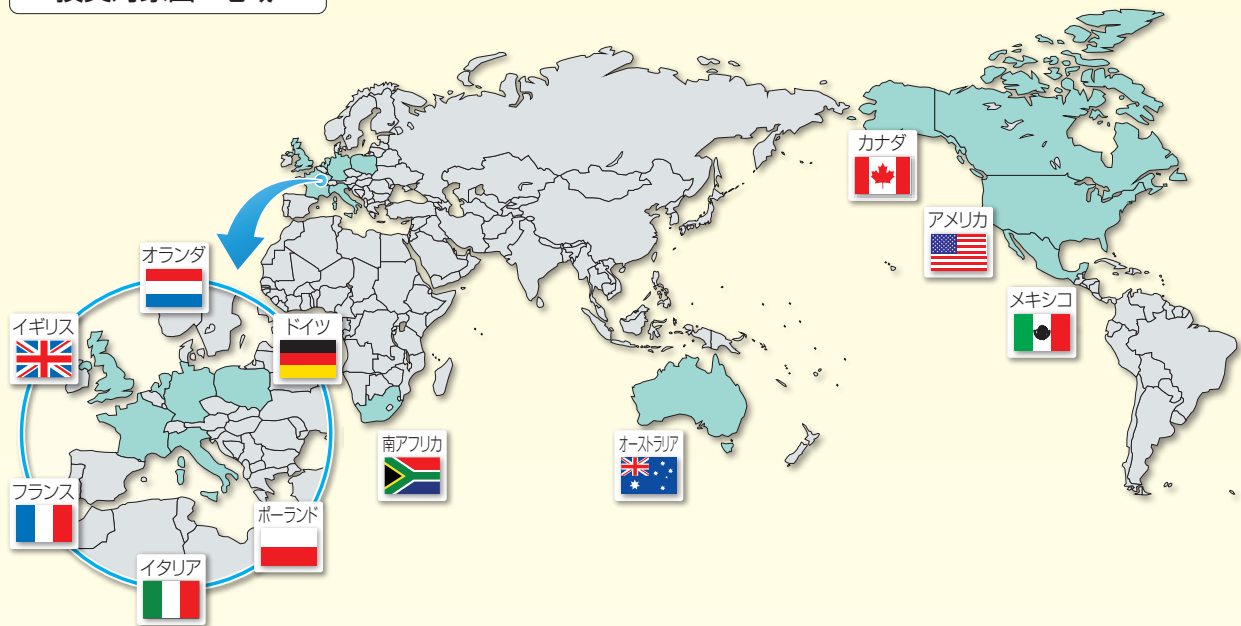 カナダ
アメリカ
メキシコ
オランダ
イギリス
ドイツ
南アフリカ
オーストラリア
フランス
ポーランド
イタリア